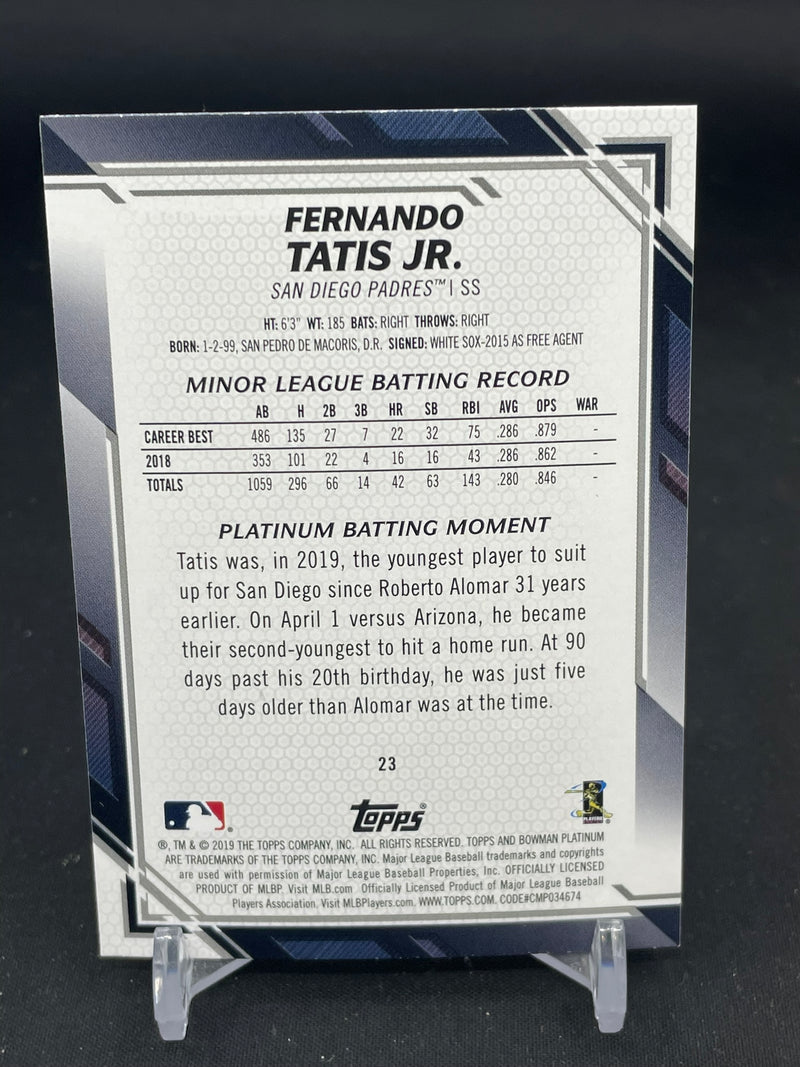 FERNANDO
TATIS JR.
SAN DIEGO PADRES™ | SS
HT: 6'3" WT: 185 BATS: RIGHT THROWS: RIGHT
BORN: 1-2-99, SAN PEDRO DE MACORIS, D.R. SIGNED: WHITE SOX-2015 AS FREE AGENT
MINOR LEAGUE BATTING RECORD
AB H 2B 3B HR SB RBI AVG OPS WAR
CAREER BEST 486 135 27 7 22 32 75 .286 .879 -
2018 353 101 22 4 16 16 43 .286 .862 -
TOTALS 1059 296 66 14 42 63 143 .280 .846 -
PLATINUM BATTING MOMENT
Tatis was, in 2019, the youngest player to suit
up for San Diego since Roberto Alomar 31 years
earlier. On April 1 versus Arizona, he became
their second-youngest to hit a home run. At 90
days past his 20th birthday, he was just five
days older than Alomar was at the time.
23
topps®
PLAYERS
®, TM & © 2019 THE TOPPS COMPANY, INC. ALL RIGHTS RESERVED. TOPPS AND BOWMAN PLATINUM
ARE TRADEMARKS OF THE TOPPS COMPANY, INC. Major League Baseball trademarks and copyrights
are used with permission of Major League Baseball Properties, Inc. OFFICIALLY LICENSED
PRODUCT OF MLBP. Visit MLB.com Officially Licensed Product of Major League Baseball
Players Association. Visit MLBPlayers.com. WWW.TOPPS.COM. CODE#CMP034674